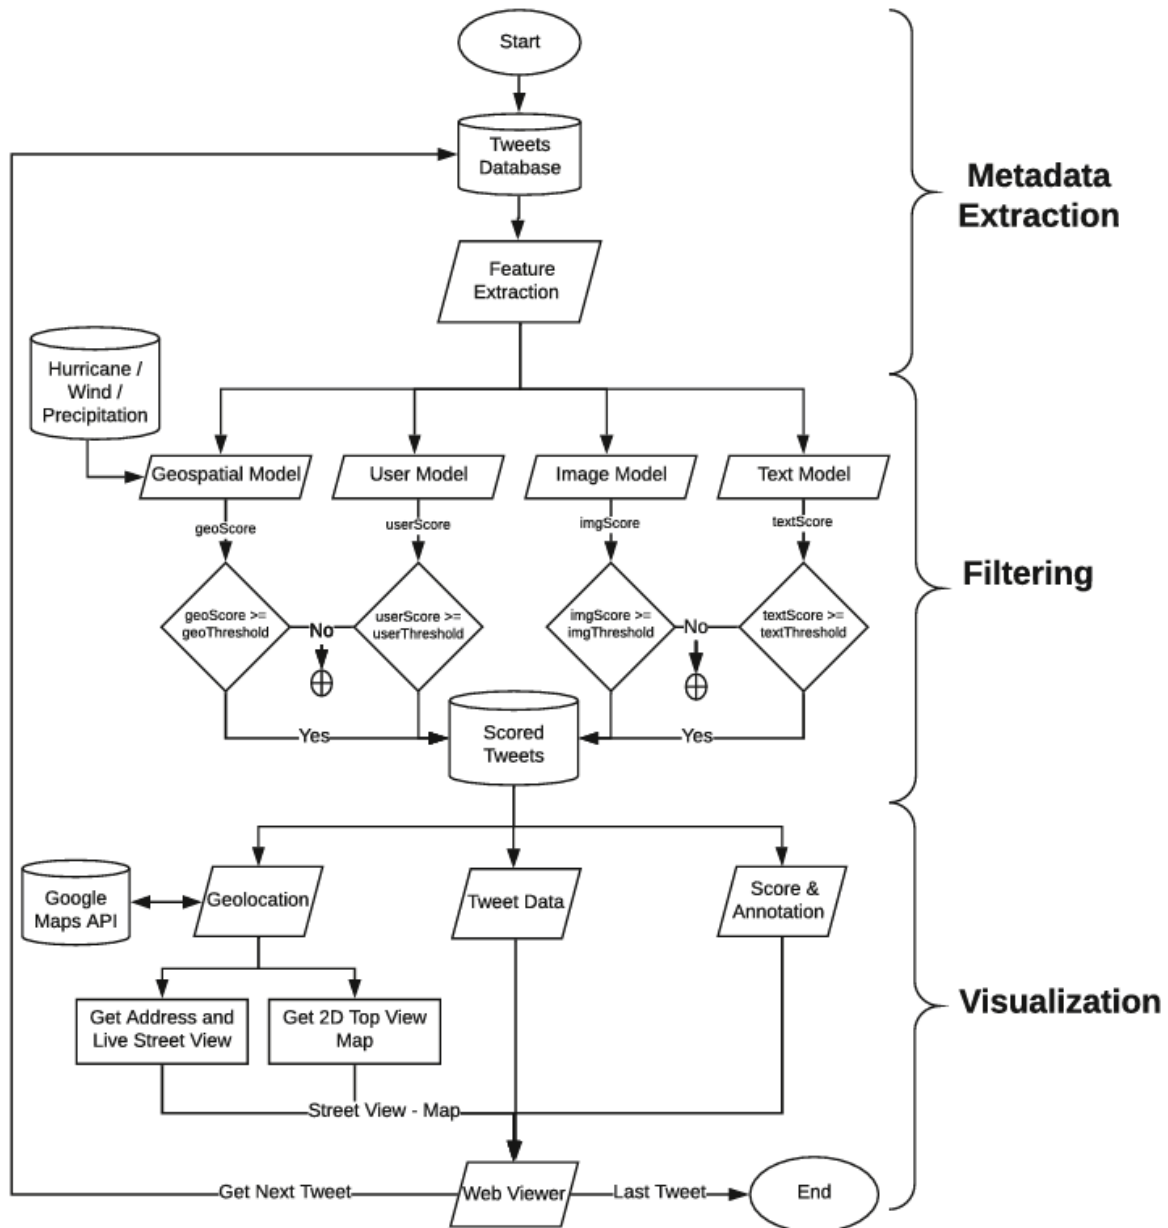 Start
Tweets
Database
Metadada
Extraction
Feature
Extraction
Hurricane /
Wind /
Precipitation
Geospatial Model
User Model
Image Model
Text Model
geoScore
userScore
imgScore
textScore
Filtering
geoScore >=
geoThreshold
No
userScore >=
userThreshold
imgScore >=
imgThreshold
No
textScore >=
textThreshold
Yes
Scored
Tweets
Yes
Google
Maps API
Geolocation
Tweet Data
Score &
Annotation
Get Address and
Live Street View
Get 2D Top View
Map
Visualization
Street View - Map
Get Next Tweet
Web Viewer
Last Tweet
End